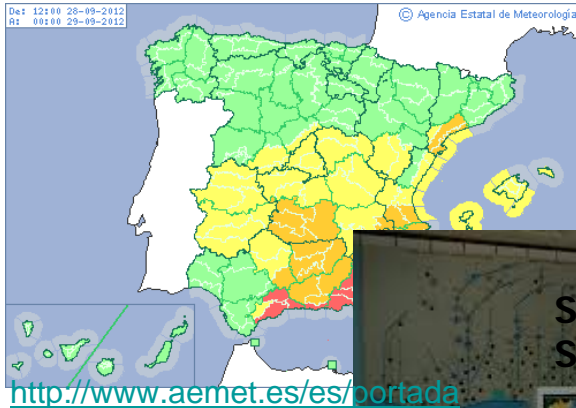 De: 12:00 28-09-2012
A: 00:00 29-09-2012
© Agencia Estatal de Meteorología
S
S
http://www.aemet.es/es/portada